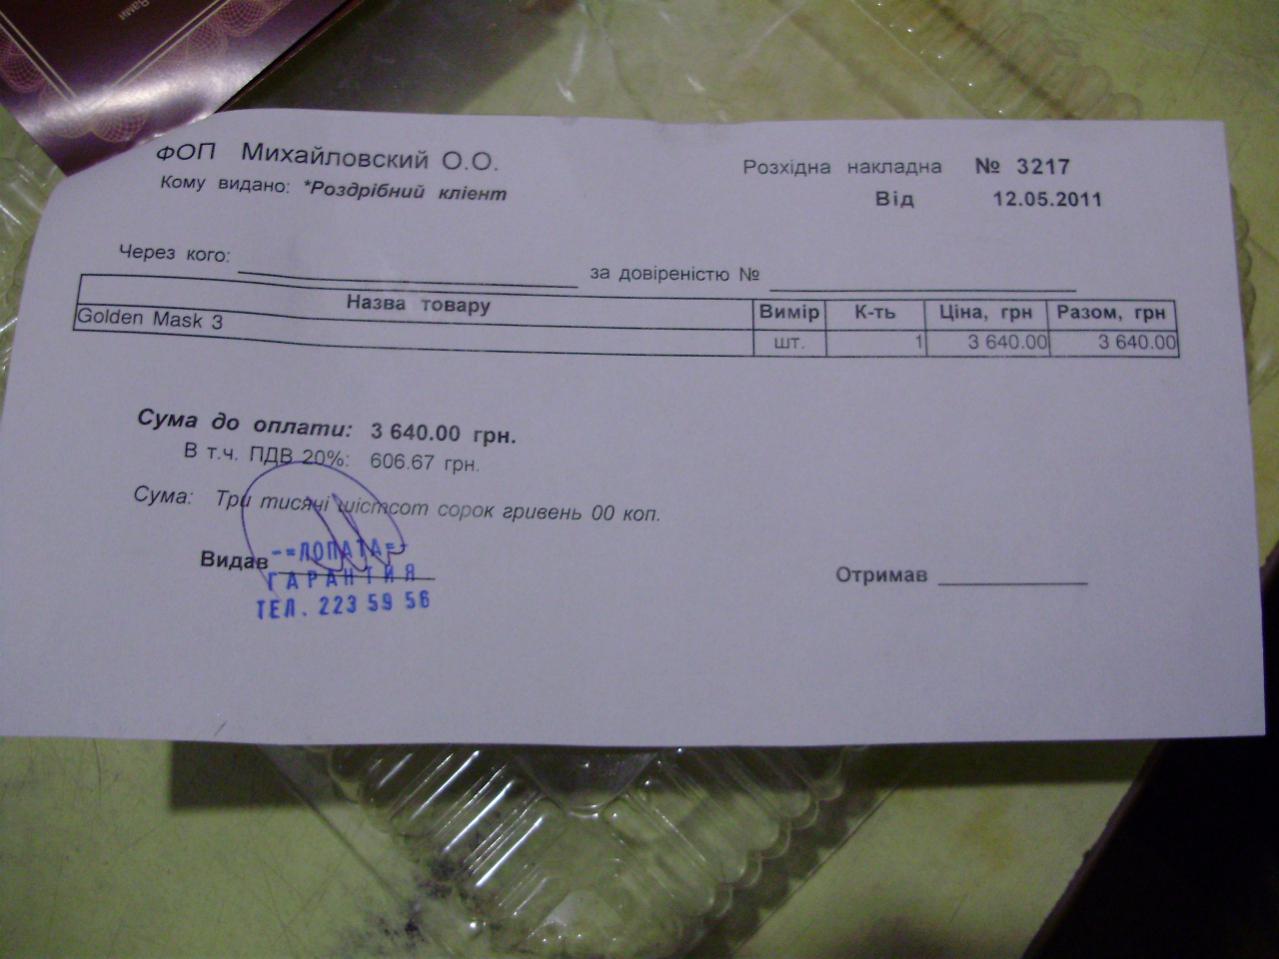 Вами
ФОП Михайловский О.О.
Розхідна накладна № 3217
Кому видано: *Роздрібний клієнт
Від 12.05.2011
Через кого: за довіреністю №
Назва товару Вимір К-ть Ціна, грн Разом, грн
Golden Mask 3 шт. 1 3 640.00 3 640.00
Сума до оплати: 3 640.00 грн.
В т.ч. ПДВ 20%: 606.67 грн.
Сума: Три тисячі шістсот сорок гривень 00 коп.
Видав
Отримав
-=ЛОПАТА=-
ГАРАНТИЯ
ТЕЛ. 223 59 56